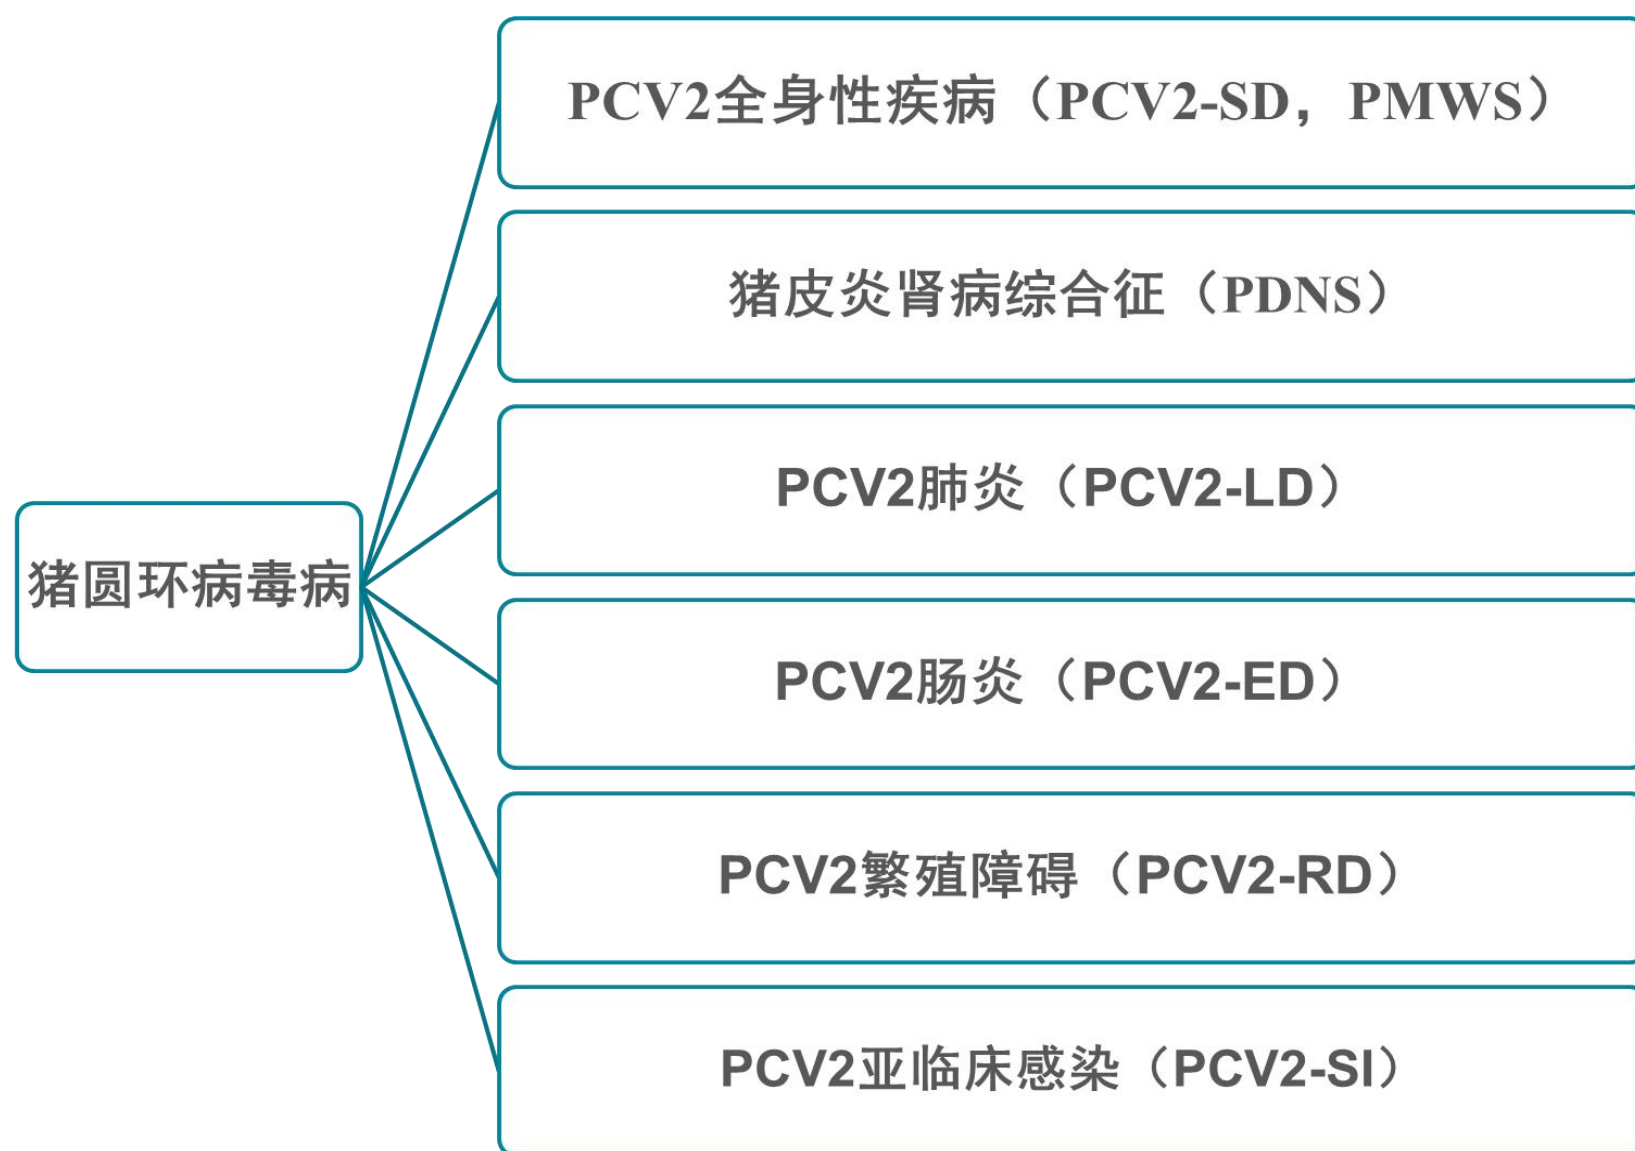 PCV2全身性疾病（PCV2-SD，PMWS）
猪皮炎肾病综合征（PDNS）
PCV2肺炎（PCV2-LD）
猪圆环病毒病
PCV2肠炎（PCV2-ED）
PCV2繁殖障碍（PCV2-RD）
PCV2亚临床感染（PCV2-SI）